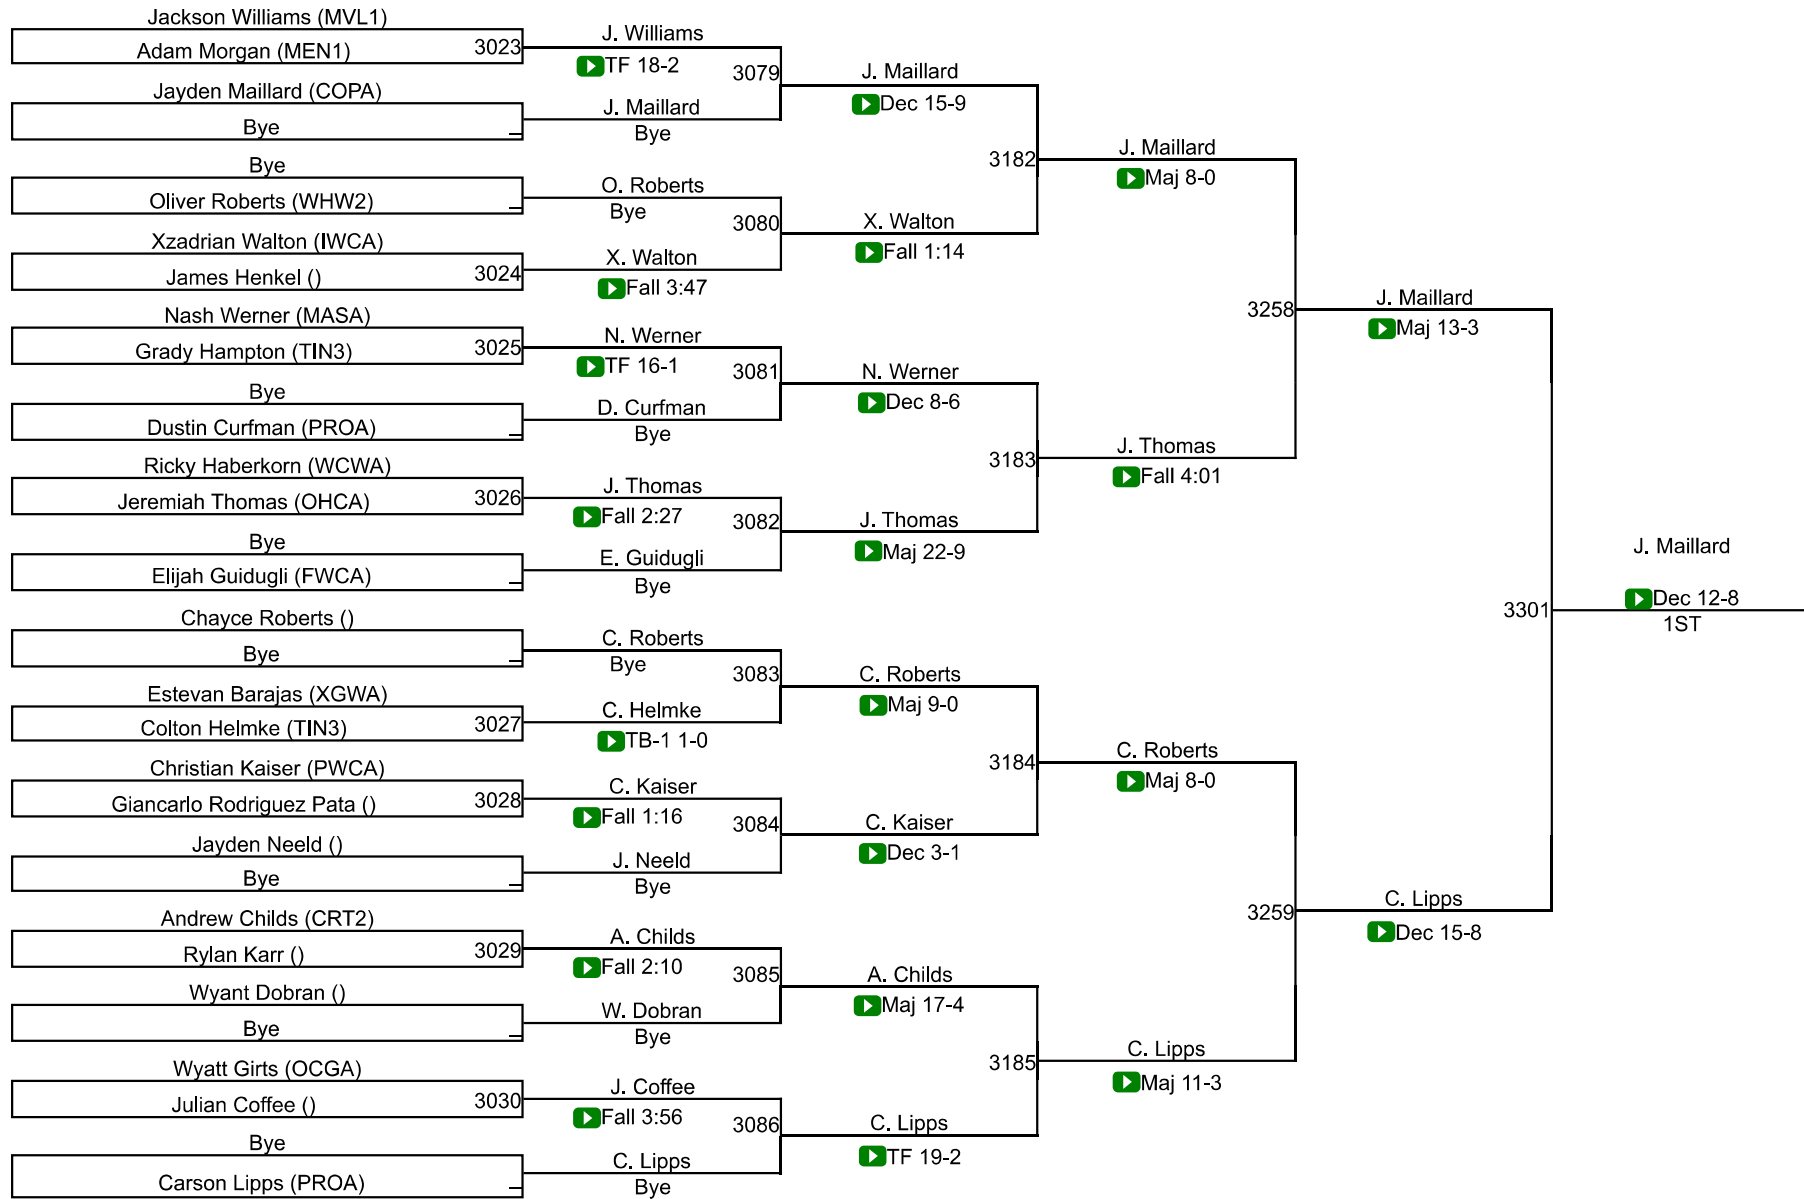 Jackson Williams (MVL1)
Adam Morgan (MEN1)
3023
Jayden Maillard (COPA)
Bye
Bye
Oliver Roberts (WHW2)
Xzadrian Walton (IWCA)
James Henkel ()
3024
Nash Werner (MASA)
Grady Hampton (TIN3)
3025
Bye
Dustin Curfman (PROA)
Ricky Haberkorn (WCWA)
Jeremiah Thomas (OHCA)
3026
Bye
Elijah Guidugli (FWCA)
Chayce Roberts ()
Bye
Estevan Barajas (XGWA)
Colton Helmke (TIN3)
3027
Christian Kaiser (PWCA)
Giancarlo Rodriguez Pata ()
3028
Jayden Neeld ()
Bye
Andrew Childs (CRT2)
Rylan Karr ()
3029
Wyant Dobran ()
Bye
Wyatt Girts (OCGA)
Julian Coffee ()
3030
Bye
Carson Lipps (PROA)
J. Williams
TF 18-2
3079
J. Maillard
Bye
O. Roberts
Bye
3080
X. Walton
Fall 3:47
N. Werner
TF 16-1
3081
D. Curfman
Bye
J. Thomas
Fall 2:27
3082
E. Guidugli
Bye
C. Roberts
Bye
3083
C. Helmke
TB-1 1-0
C. Kaiser
Fall 1:16
3084
J. Neeld
Bye
A. Childs
Fall 2:10
3085
W. Dobran
Bye
J. Coffee
Fall 3:56
3086
C. Lipps
Bye
J. Maillard
Dec 15-9
3182
X. Walton
Fall 1:14
N. Werner
Dec 8-6
3183
J. Thomas
Maj 22-9
C. Roberts
Maj 9-0
3184
C. Kaiser
Dec 3-1
A. Childs
Maj 17-4
3185
C. Lipps
TF 19-2
J. Maillard
Maj 8-0
3258
J. Thomas
Fall 4:01
C. Roberts
Maj 8-0
3259
C. Lipps
Maj 11-3
J. Maillard
Maj 13-3
3301
C. Lipps
Dec 15-8
J. Maillard
Dec 12-8
1ST